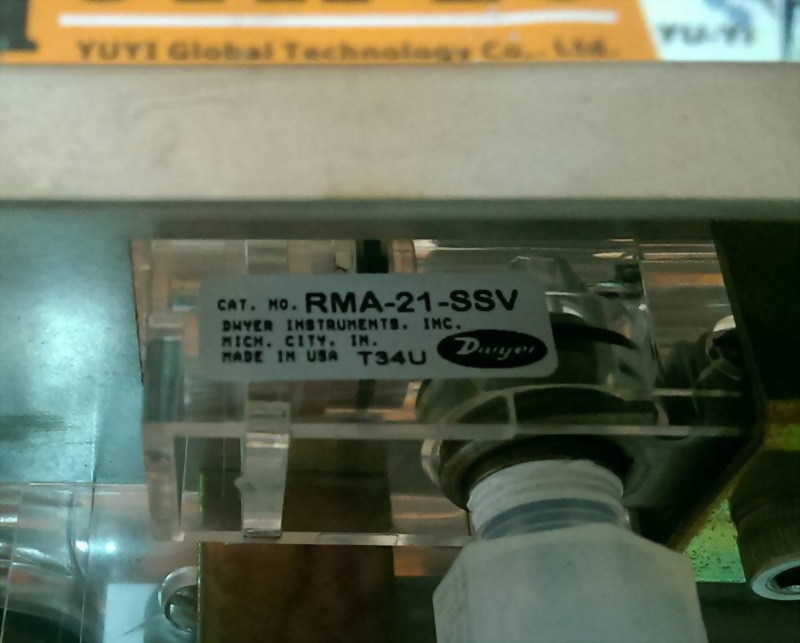 YUYI Global Technology Co., Ltd.
YU-YI
CAT. NO. RMA-21-SSV
DWYER INSTRUMENTS. INC.
MICH. CITY. IN.
MADE IN USA T34U
Dwyer